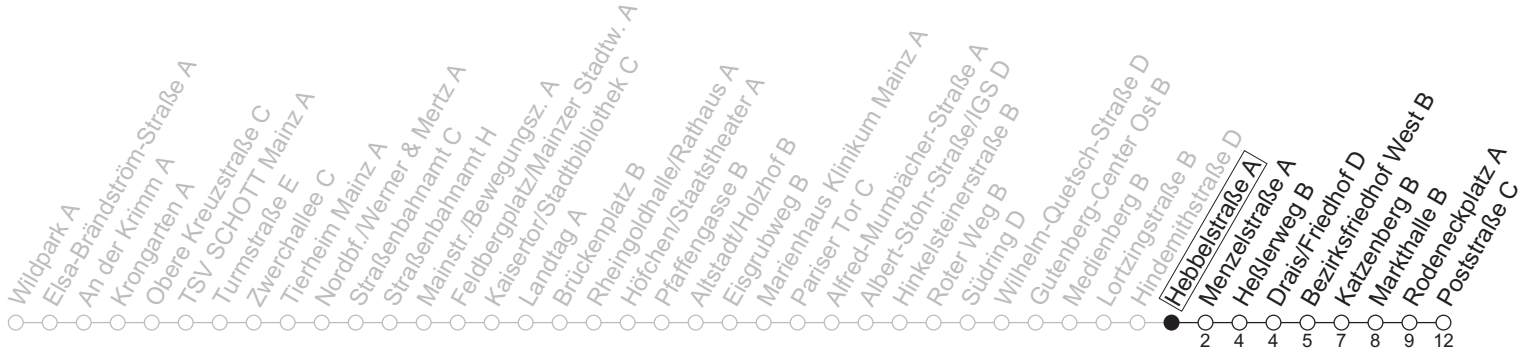 Wildpark A
Elsa-Brändström-Straße A
An der Krimm A
Krongarten A
Obere Kreuzstraße C
TSV SCHOTT Mainz A
Turmstraße E
Zwerchallee C
Tierheim Mainz A
Nordbf./Werner & Mertz A
Straßenbahnamt C
Straßenbahnamt H
Mainstr./Bewegungsz. A
Feldbergplatz/Mainzer Stadtw. A
Kaisertor/Stadtbibliothek C
Landtag A
Brückenplatz B
Rheingoldhalle/Rathaus A
Höfchen/Staatstheater A
Pfaffengasse B
Altstadt/Holzhof B
Eisgrubweg B
Marienhaus Klinikum Mainz A
Pariser Tor C
Alfred-Mumbächer-Straße A
Albert-Stohr-Straße/IGS D
Hinkelsteinerstraße B
Roter Weg B
Südring D
Wilhelm-Quetsch-Straße D
Gutenberg-Center Ost B
Medienberg B
Lortzingstraße B
Hindemithstraße D
Hebbelstraße A
Menzelstraße A
Heßlerweg B
Drais/Friedhof D
Bezirksfriedhof West B
Katzenberg B
Markthalle B
Rodeneckplatz A
Poststraße C
2 4 4 5 7 8 9 12